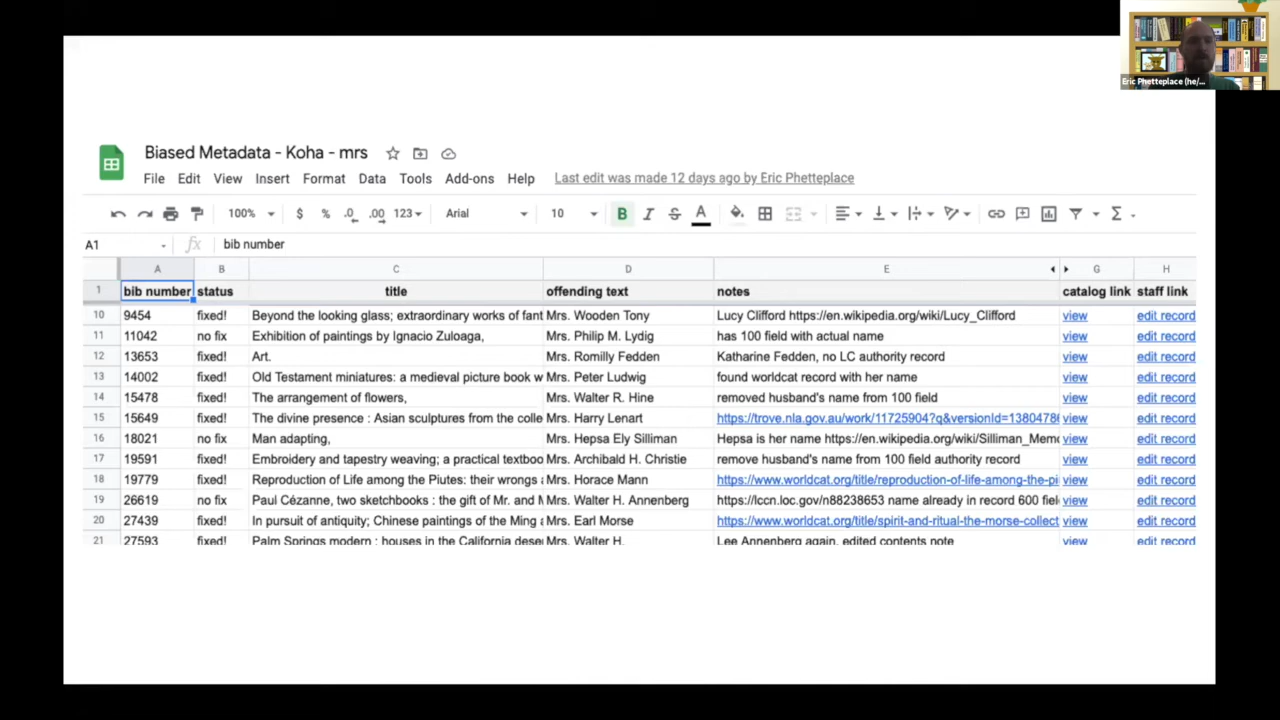 Eric Phetteplace (he/...
Biased Metadata - Koha - mrs
File Edit View Insert Format Data Tools Add-ons Help Last edit was made 12 days ago by Eric Phetteplace
100% $ % .0 .00 123 Arial 10 B I S A
A1 fx bib number
A B C D E G H
1 bib number status title offending text notes catalog link staff link
10 9454 fixed! Beyond the looking glass; extraordinary works of fant Mrs. Wooden Tony Lucy Clifford https://en.wikipedia.org/wiki/Lucy_Clifford view edit record
11 11042 no fix Exhibition of paintings by Ignacio Zuloaga, Mrs. Philip M. Lydig has 100 field with actual name view edit record
12 13653 fixed! Art. Mrs. Romilly Fedden Katharine Fedden, no LC authority record view edit record
13 14002 fixed! Old Testament miniatures: a medieval picture book w Mrs. Peter Ludwig found worldcat record with her name view edit record
14 15478 fixed! The arrangement of flowers, Mrs. Walter R. Hine removed husband's name from 100 field view edit record
15 15649 fixed! The divine presence : Asian sculptures from the colle Mrs. Harry Lenart https://trove.nla.gov.au/work/11725904?q&versionId=1380478 view edit record
16 18021 no fix Man adapting, Mrs. Hepsa Ely Silliman Hepsa is her name https://en.wikipedia.org/wiki/Silliman_Memo view edit record
17 19591 fixed! Embroidery and tapestry weaving; a practical textboo Mrs. Archibald H. Christie remove husband's name from 100 field authority record view edit record
18 19779 fixed! Reproduction of Life among the Piutes: their wrongs a Mrs. Horace Mann https://www.worldcat.org/title/reproduction-of-life-among-the-pi view edit record
19 26619 no fix Paul Cézanne, two sketchbooks : the gift of Mr. and M Mrs. Walter H. Annenberg https://lccn.loc.gov/n88238653 name already in record 600 fiel view edit record
20 27439 fixed! In pursuit of antiquity; Chinese paintings of the Ming a Mrs. Earl Morse https://www.worldcat.org/title/spirit-and-ritual-the-morse-collect view edit record
21 27593 fixed! Palm Springs modern : houses in the California dese Mrs. Walter H. Lee Annenberg again, edited contents note view edit record